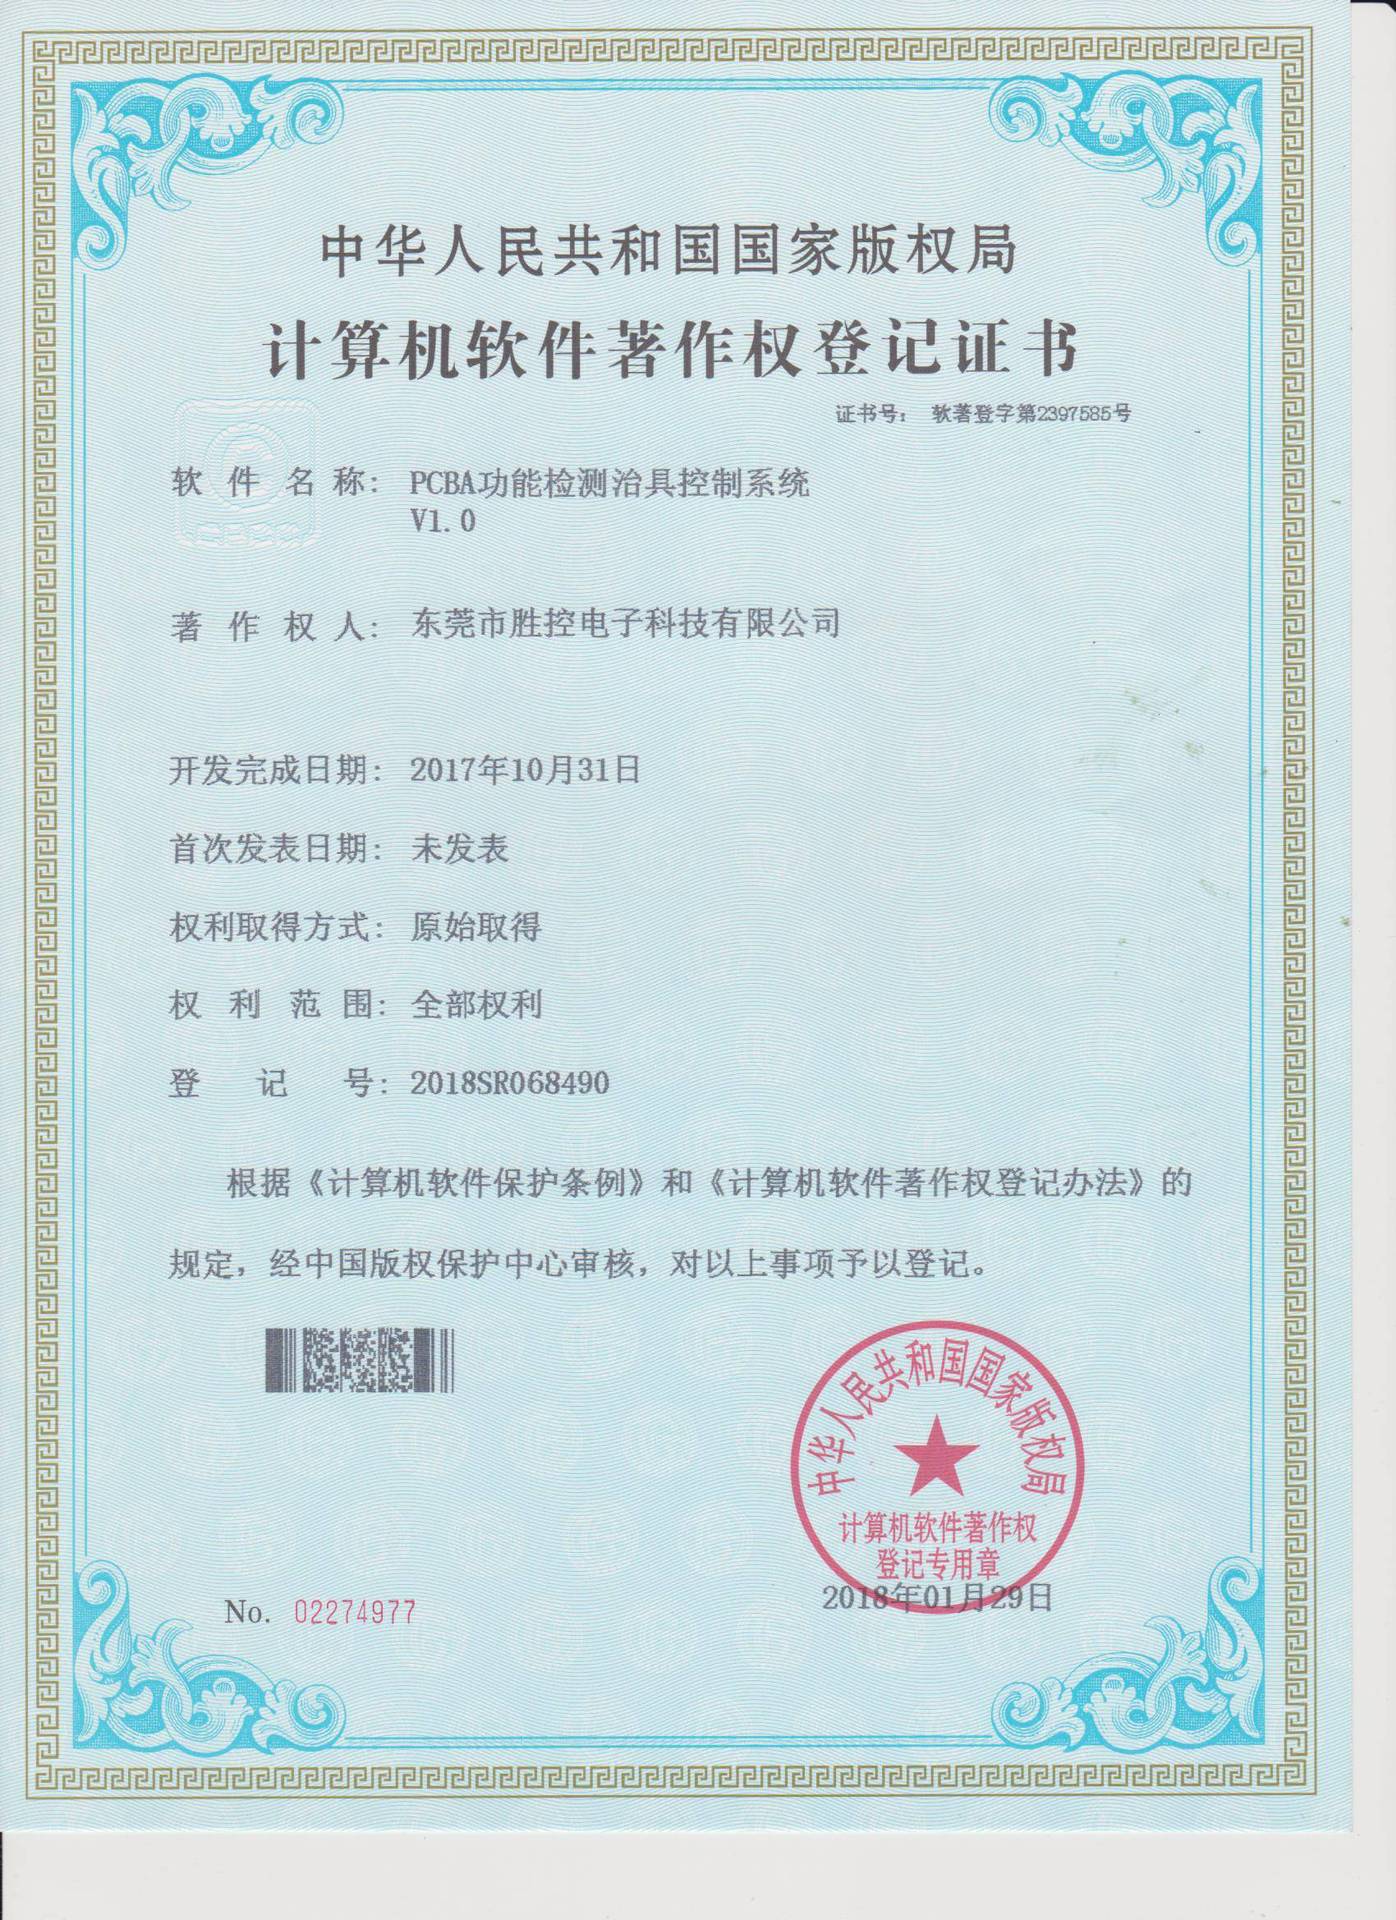 中华人民共和国国家版权局
计算机软件著作权登记证书
证书号： 软著登字第2397585号
软件名称： PCBA功能检测治具控制系统
V1.0
著作权人： 东莞市胜控电子科技有限公司
开发完成日期： 2017年10月31日
首次发表日期： 未发表
权利取得方式： 原始取得
权利范围： 全部权利
登记号： 2018SR068490
根据《计算机软件保护条例》和《计算机软件著作权登记办法》的
规定，经中国版权保护中心审核，对以上事项予以登记。
中华人民共和国国家版权局
计算机软件著作权
登记专用章
2018年01月29日
No. 02274977